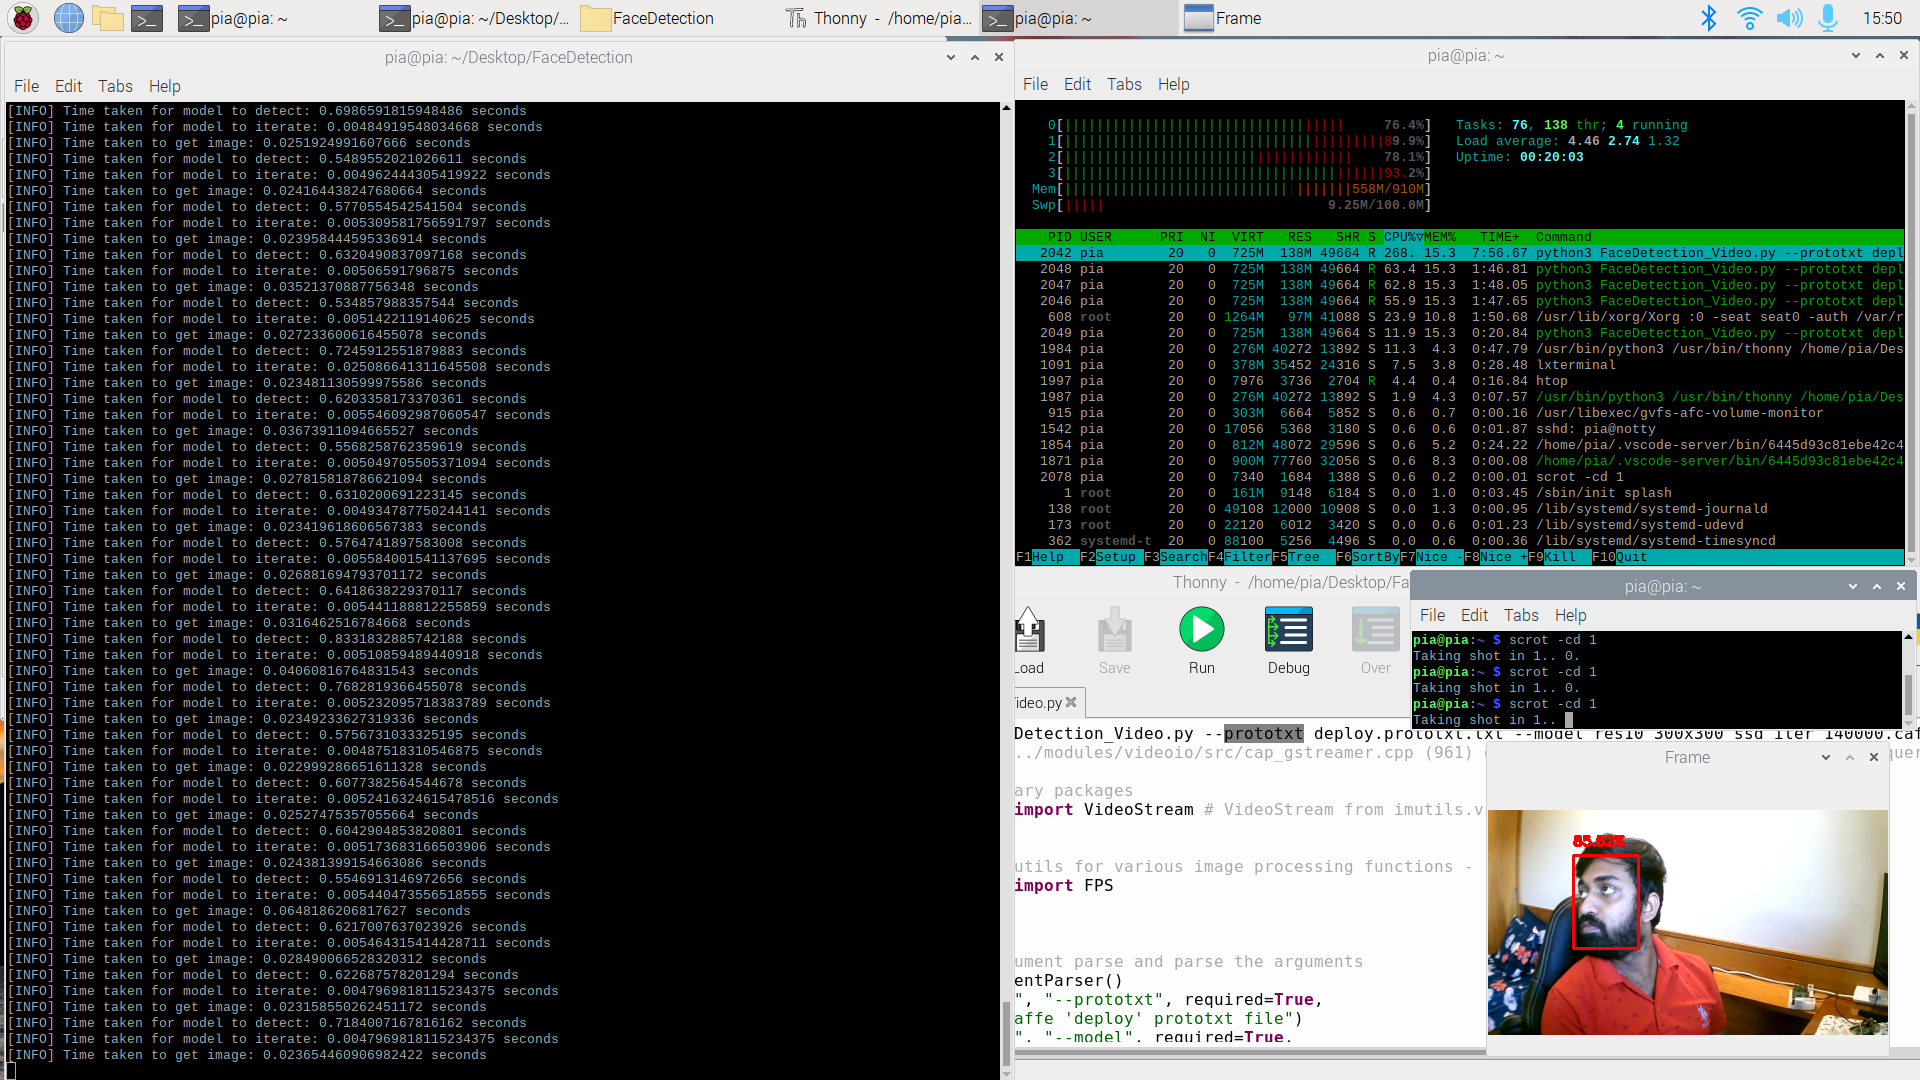 pia@pia: ~
pia@pia: ~/Desktop/...
FaceDetection
Thonny - /home/pia...
pia@pia: ~
Frame
15:50
pia@pia: ~/Desktop/FaceDetection
File Edit Tabs Help
[INFO] Time taken for model to detect: 0.6986591815948486 seconds
[INFO] Time taken for model to iterate: 0.00484919548034668 seconds
[INFO] Time taken to get image: 0.0251924991607666 seconds
[INFO] Time taken for model to detect: 0.5489552021026611 seconds
[INFO] Time taken for model to iterate: 0.004962444305419922 seconds
[INFO] Time taken to get image: 0.024164438247680664 seconds
[INFO] Time taken for model to detect: 0.5770554542541504 seconds
[INFO] Time taken for model to iterate: 0.005309581756591797 seconds
[INFO] Time taken to get image: 0.023958444595336914 seconds
[INFO] Time taken for model to detect: 0.6320490837097168 seconds
[INFO] Time taken for model to iterate: 0.00506591796875 seconds
[INFO] Time taken to get image: 0.03521370887756348 seconds
[INFO] Time taken for model to detect: 0.534857988357544 seconds
[INFO] Time taken for model to iterate: 0.0051422119140625 seconds
[INFO] Time taken to get image: 0.027233600616455078 seconds
[INFO] Time taken for model to detect: 0.7245912551879883 seconds
[INFO] Time taken for model to iterate: 0.025086641311645508 seconds
[INFO] Time taken to get image: 0.023481130599975586 seconds
[INFO] Time taken for model to detect: 0.6203358173370361 seconds
[INFO] Time taken for model to iterate: 0.005546092987060547 seconds
[INFO] Time taken to get image: 0.03673911094665527 seconds
[INFO] Time taken for model to detect: 0.5568258762359619 seconds
[INFO] Time taken for model to iterate: 0.005049705505371094 seconds
[INFO] Time taken to get image: 0.027815818786621094 seconds
[INFO] Time taken for model to detect: 0.6310200691223145 seconds
[INFO] Time taken for model to iterate: 0.004934787750244141 seconds
[INFO] Time taken to get image: 0.023419618606567383 seconds
[INFO] Time taken for model to detect: 0.5764741897583008 seconds
[INFO] Time taken for model to iterate: 0.005584001541137695 seconds
[INFO] Time taken to get image: 0.026881694793701172 seconds
[INFO] Time taken for model to detect: 0.6418638229370117 seconds
[INFO] Time taken for model to iterate: 0.005441188812255859 seconds
[INFO] Time taken to get image: 0.0316462516784668 seconds
[INFO] Time taken for model to detect: 0.8331832885742188 seconds
[INFO] Time taken for model to iterate: 0.00510859489440918 seconds
[INFO] Time taken to get image: 0.04060816764831543 seconds
[INFO] Time taken for model to detect: 0.7682819366455078 seconds
[INFO] Time taken for model to iterate: 0.005232095718383789 seconds
[INFO] Time taken to get image: 0.02349233627319336 seconds
[INFO] Time taken for model to detect: 0.5756731033325195 seconds
[INFO] Time taken for model to iterate: 0.00487518310546875 seconds
[INFO] Time taken to get image: 0.022999286651611328 seconds
[INFO] Time taken for model to detect: 0.6077382564544678 seconds
[INFO] Time taken for model to iterate: 0.0052416324615478516 seconds
[INFO] Time taken to get image: 0.02527475357055664 seconds
[INFO] Time taken for model to detect: 0.6042904853820801 seconds
[INFO] Time taken for model to iterate: 0.005173683166503906 seconds
[INFO] Time taken to get image: 0.024381399154663086 seconds
[INFO] Time taken for model to detect: 0.5546913146972656 seconds
[INFO] Time taken for model to iterate: 0.005440473556518555 seconds
[INFO] Time taken to get image: 0.0648186206817627 seconds
[INFO] Time taken for model to detect: 0.6217007637023926 seconds
[INFO] Time taken for model to iterate: 0.005464315414428711 seconds
[INFO] Time taken to get image: 0.028490066528320312 seconds
[INFO] Time taken for model to detect: 0.622687578201294 seconds
[INFO] Time taken for model to iterate: 0.0047969818115234375 seconds
[INFO] Time taken to get image: 0.023158550262451172 seconds
[INFO] Time taken for model to detect: 0.7184007167816162 seconds
[INFO] Time taken for model to iterate: 0.0047969818115234375 seconds
[INFO] Time taken to get image: 0.023654460906982422 seconds
pia@pia: ~
File Edit Tabs Help
0[ 76.4%] Tasks: 76, 138 thr; 4 running
1[ 89.9%] Load average: 4.46 2.74 1.32
2[ 78.1%] Uptime: 00:20:03
3[ 93.2%]
Mem[ 558M/910M]
Swp[ 9.25M/100.0M]
PID USER PRI NI VIRT RES SHR S CPU%▽MEM% TIME+ Command
2042 pia 20 0 725M 138M 49664 R 268. 15.3 7:56.67 python3 FaceDetection_Video.py --prototxt depl
2048 pia 20 0 725M 138M 49664 R 63.4 15.3 1:46.81 python3 FaceDetection_Video.py --prototxt depl
2047 pia 20 0 725M 138M 49664 R 62.8 15.3 1:48.05 python3 FaceDetection_Video.py --prototxt depl
2046 pia 20 0 725M 138M 49664 R 55.9 15.3 1:47.65 python3 FaceDetection_Video.py --prototxt depl
608 root 20 0 1264M 97M 41088 S 23.9 10.8 1:50.68 /usr/lib/xorg/Xorg :0 -seat seat0 -auth /var/r
2049 pia 20 0 725M 138M 49664 S 11.9 15.3 0:20.84 python3 FaceDetection_Video.py --prototxt depl
1984 pia 20 0 276M 40272 13892 S 11.3 4.3 0:47.79 /usr/bin/python3 /usr/bin/thonny /home/pia/Des
1091 pia 20 0 378M 35452 24316 S 7.5 3.8 0:28.48 lxterminal
1997 pia 20 0 7976 3736 2704 R 4.4 0.4 0:16.84 htop
1987 pia 20 0 276M 40272 13892 S 1.9 4.3 0:07.57 /usr/bin/python3 /usr/bin/thonny /home/pia/Des
915 pia 20 0 303M 6664 5852 S 0.6 0.7 0:00.16 /usr/libexec/gvfs-afc-volume-monitor
1542 pia 20 0 17056 5368 3180 S 0.6 0.6 0:01.87 sshd: pia@notty
1854 pia 20 0 812M 48072 29596 S 0.6 5.2 0:24.22 /home/pia/.vscode-server/bin/6445d93c81ebe42c4
1871 pia 20 0 900M 77760 32056 S 0.6 8.3 0:00.08 /home/pia/.vscode-server/bin/6445d93c81ebe42c4
2078 pia 20 0 7340 1684 1388 S 0.6 0.2 0:00.01 scrot -cd 1
1 root 20 0 161M 9148 6184 S 0.0 1.0 0:03.45 /sbin/init splash
138 root 20 0 49108 12000 10908 S 0.0 1.3 0:00.95 /lib/systemd/systemd-journald
173 root 20 0 22120 6012 3420 S 0.0 0.6 0:01.23 /lib/systemd/systemd-udevd
362 systemd-t 20 0 88100 5256 4496 S 0.0 0.6 0:00.36 /lib/systemd/systemd-timesyncd
F1Help F2Setup F3SearchF4FilterF5Tree F6SortByF7Nice -F8Nice +F9Kill F10Quit
Thonny - /home/pia/Desktop/Fa
Load Save Run Debug Over
ideo.py
pia@pia: ~
File Edit Tabs Help
pia@pia:~ $ scrot -cd 1
Taking shot in 1.. 0.
pia@pia:~ $ scrot -cd 1
Taking shot in 1.. 0.
pia@pia:~ $ scrot -cd 1
Taking shot in 1..
Detection_Video.py --prototxt deploy.prototxt.txt --model res10_300x300_ssd_iter_140000.caf
../modules/videoio/src/cap_gstreamer.cpp (961)
ary packages
import VideoStream # VideoStream from imutils.v
utils for various image processing functions -
import FPS
ument parse and parse the arguments
entParser()
", "--prototxt", required=True,
affe 'deploy' prototxt file")
", "--model", required=True,
Frame